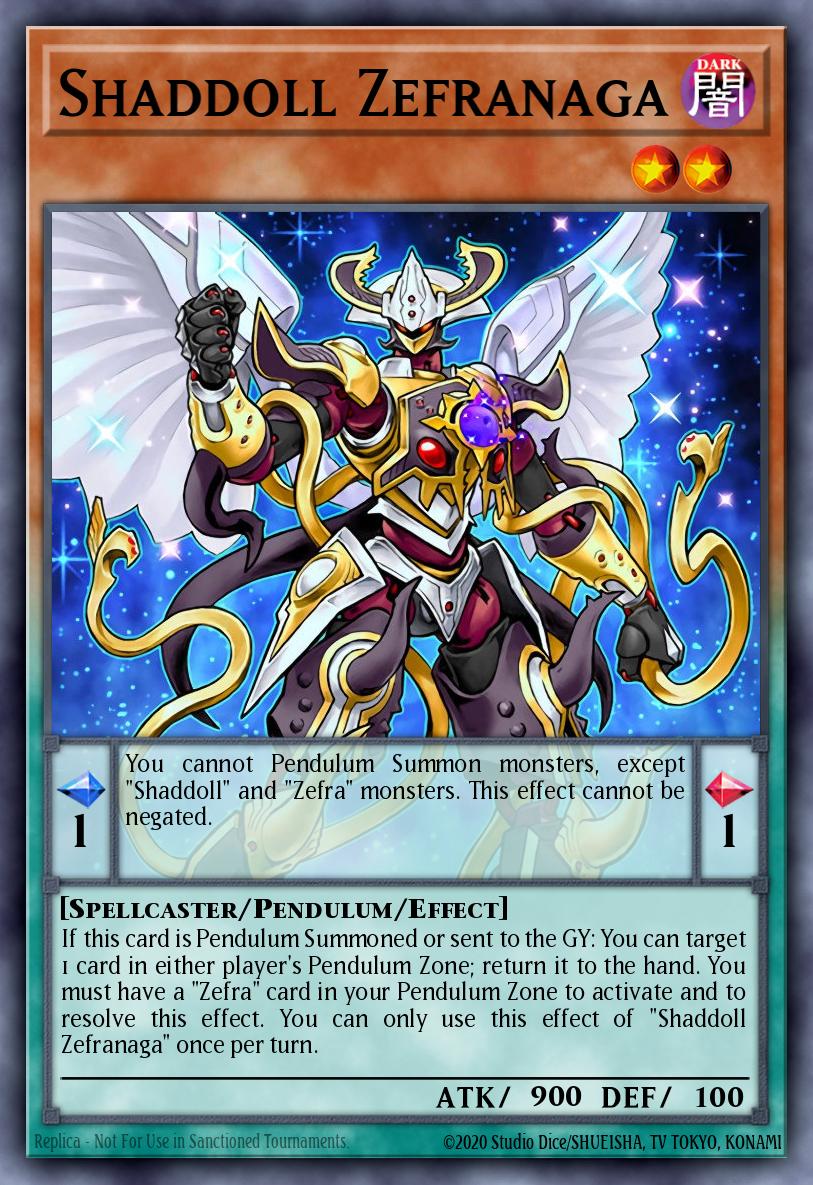 Shaddoll Zefranaga
DARK
闇
You cannot Pendulum Summon monsters, except
"Shaddoll" and "Zefra" monsters. This effect cannot be
negated.
1
1
[Spellcaster/Pendulum/Effect]
If this card is Pendulum Summoned or sent to the GY: You can target
1 card in either player's Pendulum Zone; return it to the hand. You
must have a "Zefra" card in your Pendulum Zone to activate and to
resolve this effect. You can only use this effect of "Shaddoll
Zefranaga" once per turn.
ATK/ 900 DEF/ 100
Replica - Not For Use in Sanctioned Tournaments.
©2020 Studio Dice/SHUEISHA, TV TOKYO, KONAMI